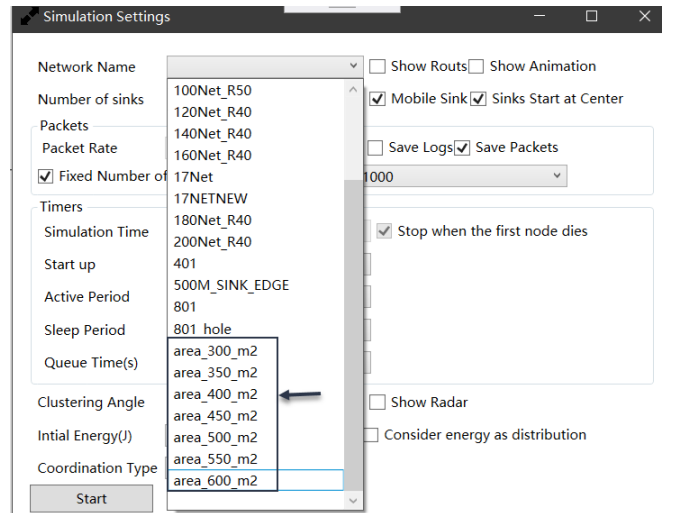 Simulation Settings
Network Name
Show Routs Show Animation
Number of sinks
Mobile Sink Sinks Start at Center
Packets
Packet Rate
Save Logs Save Packets
Fixed Number of
1000
Timers
Simulation Time
Stop when the first node dies
Start up
Active Period
Sleep Period
Queue Time(s)
Clustering Angle
Show Radar
Intial Energy(J)
Consider energy as distribution
Coordination Type
Start
100Net_R50
120Net_R40
140Net_R40
160Net_R40
17Net
17NETNEW
180Net_R40
200Net_R40
401
500M_SINK_EDGE
801
801_hole
area_300_m2
area_350_m2
area_400_m2
area_450_m2
area_500_m2
area_550_m2
area_600_m2